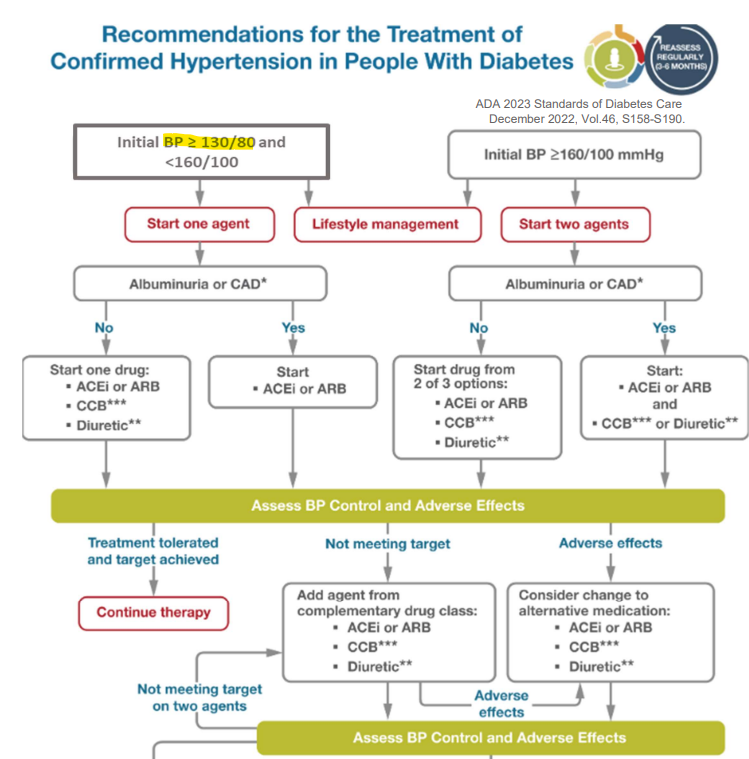 Recommendations for the Treatment of
Confirmed Hypertension in People With Diabetes
REASSESS
REGULARLY
(3-6 MONTHS)
ADA 2023 Standards of Diabetes Care
December 2022, Vol.46, S158-S190.
Initial BP ≥ 130/80 and
<160/100
Initial BP ≥160/100 mmHg
Start one agent
Lifestyle management
Start two agents
Albuminuria or CAD*
Albuminuria or CAD*
No
Yes
No
Yes
Start one drug:
▪ ACEi or ARB
▪ CCB***
▪ Diuretic**
Start
▪ ACEi or ARB
Start drug from
2 of 3 options:
▪ ACEi or ARB
▪ CCB***
▪ Diuretic**
Start:
▪ ACEi or ARB
and
▪ CCB*** or Diuretic**
Assess BP Control and Adverse Effects
Treatment tolerated
and target achieved
Not meeting target
Adverse effects
Continue therapy
Add agent from
complementary drug class:
▪ ACEi or ARB
▪ CCB***
▪ Diuretic**
Consider change to
alternative medication:
▪ ACEi or ARB
▪ CCB***
▪ Diuretic**
Not meeting target
on two agents
Adverse
effects
Assess BP Control and Adverse Effects